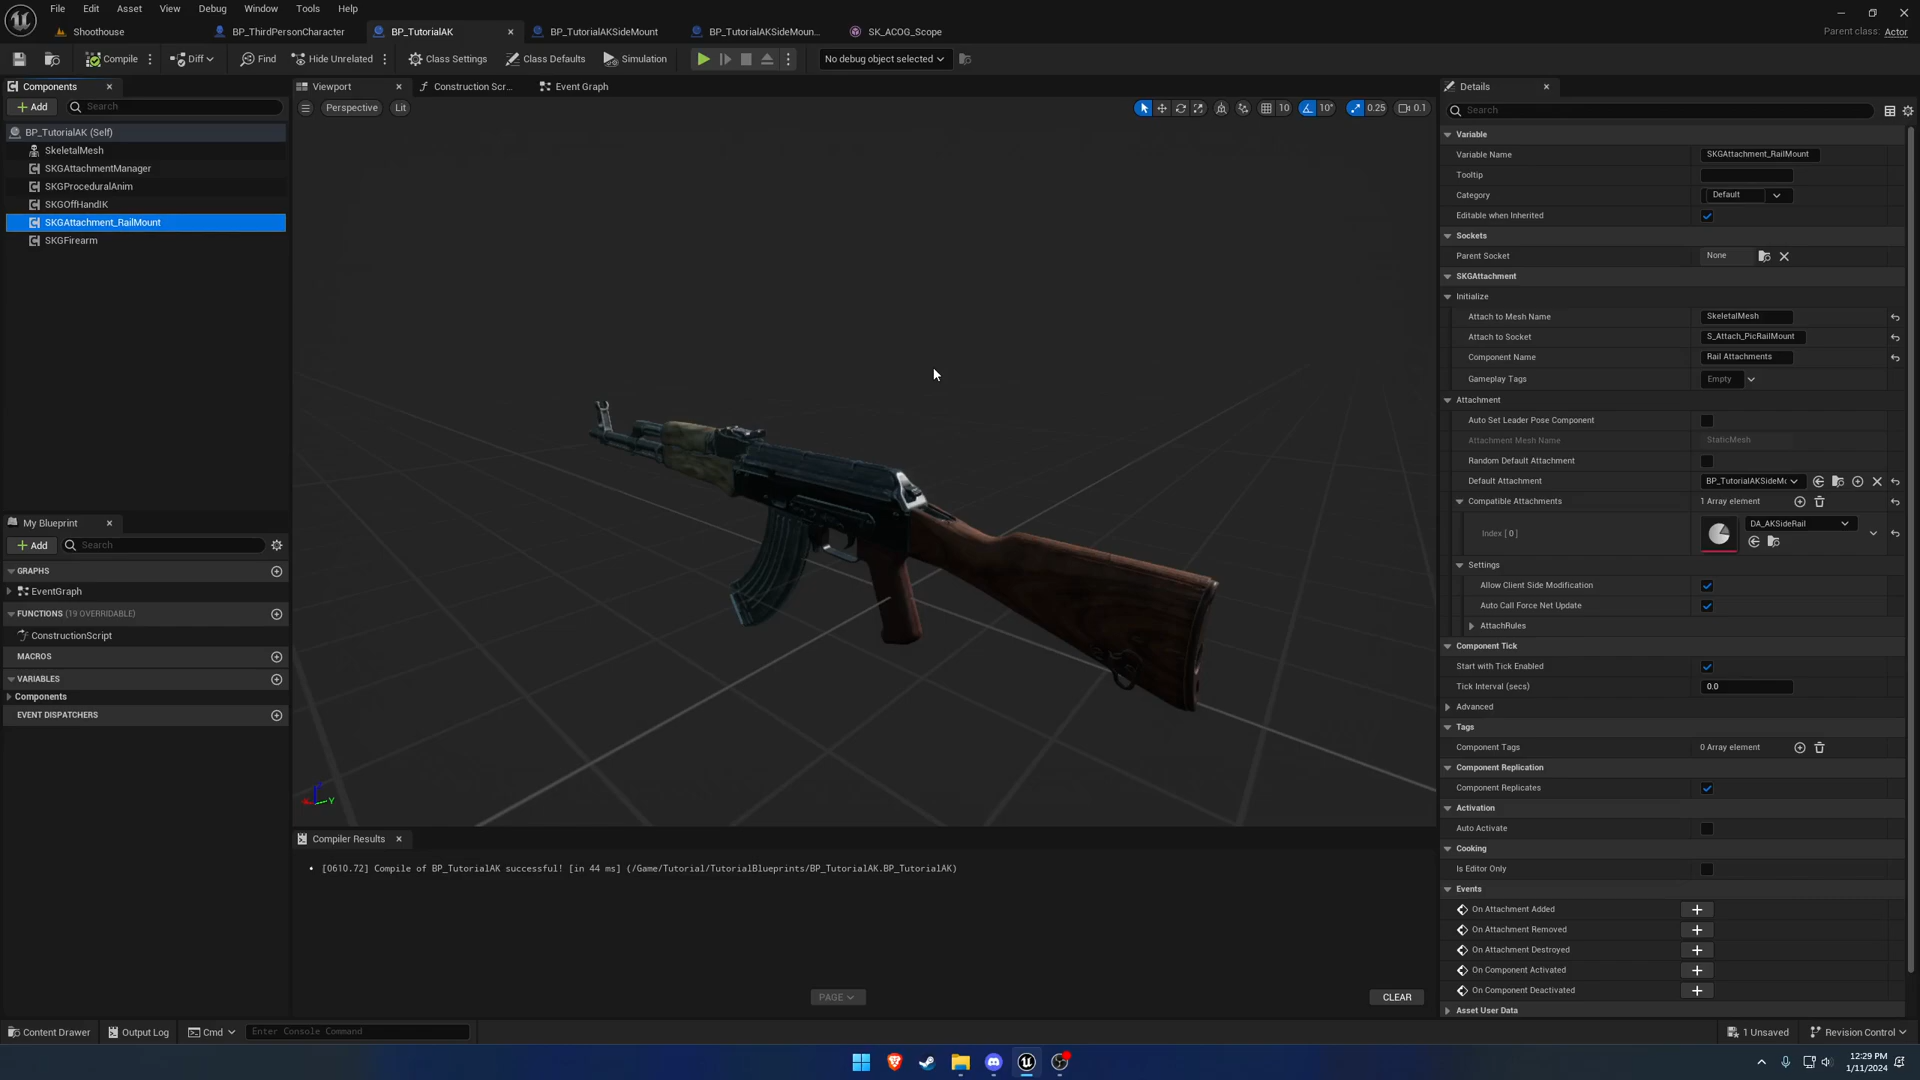 File Edit Asset View Debug Window Tools Help
Shoothouse BP_ThirdPersonCharacter BP_TutorialAK BP_TutorialAKSideMount BP_TutorialAKSideMoun... SK_ACOG_Scope Parent class: Actor
Compile Diff Find Hide Unrelated Class Settings Class Defaults Simulation No debug object selected
Components
Add Search
BP_TutorialAK (Self)
SkeletalMesh
SKGAttachmentManager
SKGProceduralAnim
SKGOffHandIK
SKGAttachment_RailMount
SKGFirearm
My Blueprint
Add Search
GRAPHS
EventGraph
FUNCTIONS (19 OVERRIDABLE)
ConstructionScript
MACROS
VARIABLES
Components
EVENT DISPATCHERS
Viewport Construction Scr... Event Graph
Perspective Lit 10 10° 0.25 0.1
Y
Compiler Results
[0610.72] Compile of BP_TutorialAK successful! [in 44 ms] (/Game/Tutorial/TutorialBlueprints/BP_TutorialAK.BP_TutorialAK)
PAGE CLEAR
Details
Search
Variable
Variable Name SKGAttachment_RailMount
Tooltip
Category Default
Editable when Inherited
Sockets
Parent Socket None
SKGAttachment
Initialize
Attach to Mesh Name SkeletalMesh
Attach to Socket S_Attach_PicRailMount
Component Name Rail Attachments
Gameplay Tags Empty
Attachment
Auto Set Leader Pose Component
Attachment Mesh Name StaticMesh
Random Default Attachment
Default Attachment BP_TutorialAKSideMo
Compatible Attachments 1 Array element
Index [ 0 ] DA_AKSideRail
Settings
Allow Client Side Modification
Auto Call Force Net Update
AttachRules
Component Tick
Start with Tick Enabled
Tick Interval (secs) 0.0
Advanced
Tags
Component Tags 0 Array element
Component Replication
Component Replicates
Activation
Auto Activate
Cooking
Is Editor Only
Events
On Attachment Added
On Attachment Removed
On Attachment Destroyed
On Component Activated
On Component Deactivated
Asset User Data
Content Drawer Output Log Cmd Enter Console Command 1 Unsaved Revision Control
12:29 PM
1/11/2024